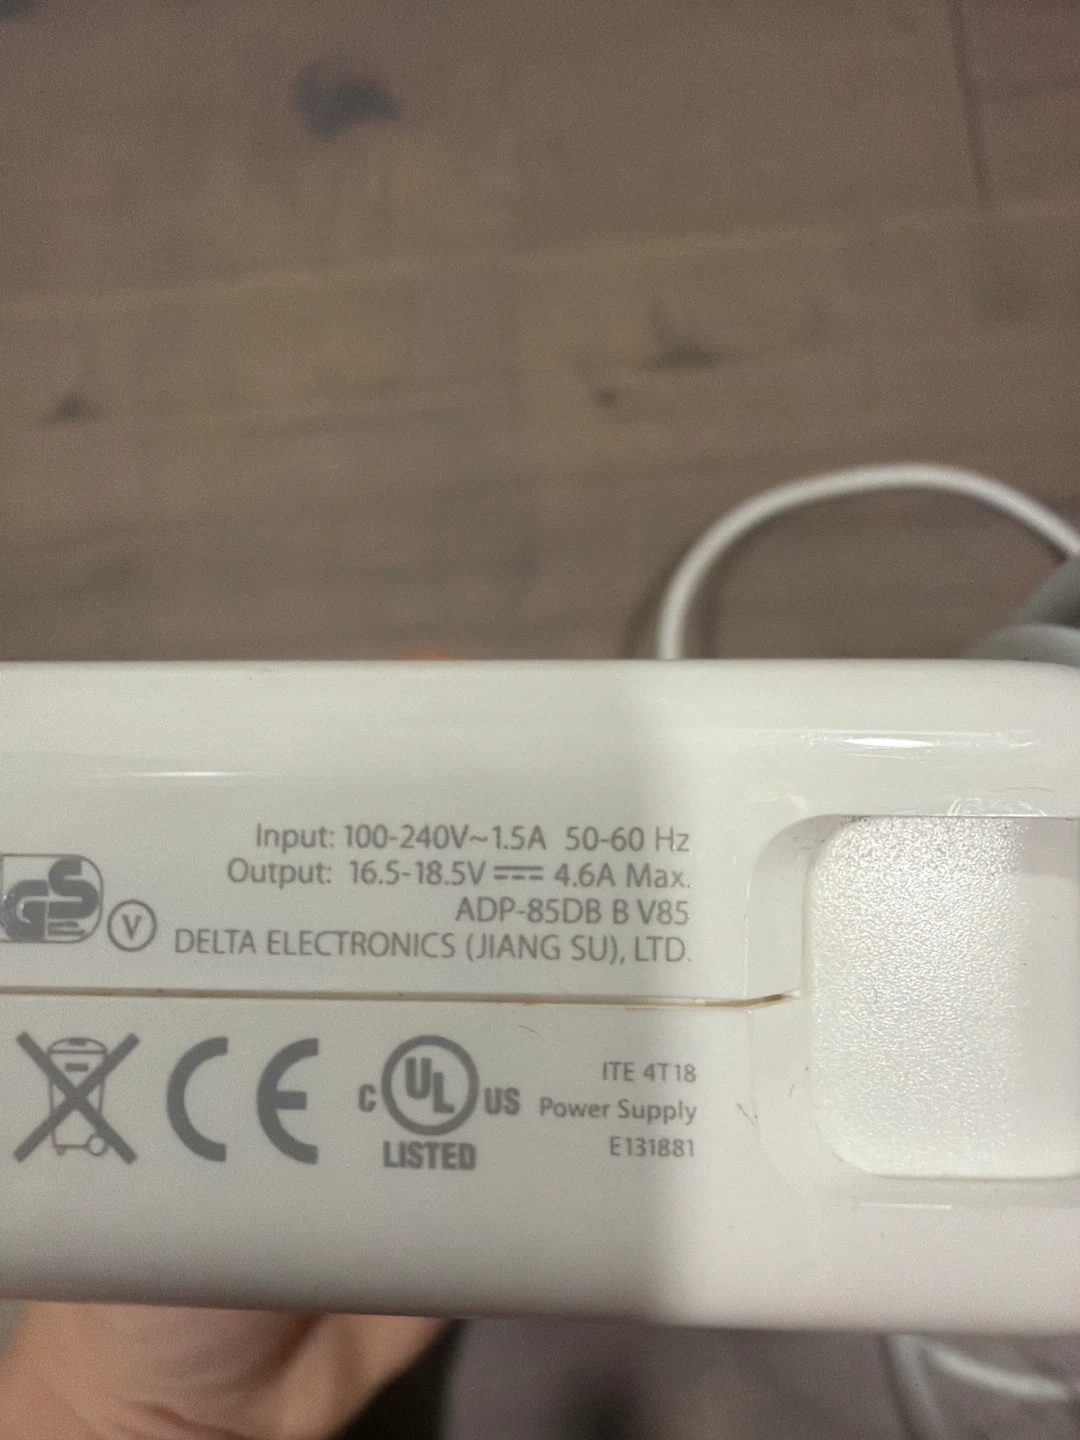 Input: 100-240V~1.5A 50-60 Hz
Output: 16.5-18.5V ⎓ 4.6A Max.
ADP-85DB B V85
GS V DELTA ELECTRONICS (JIANG SU), LTD.
CE
C UL US
LISTED
ITE 4T18
Power Supply
E131881